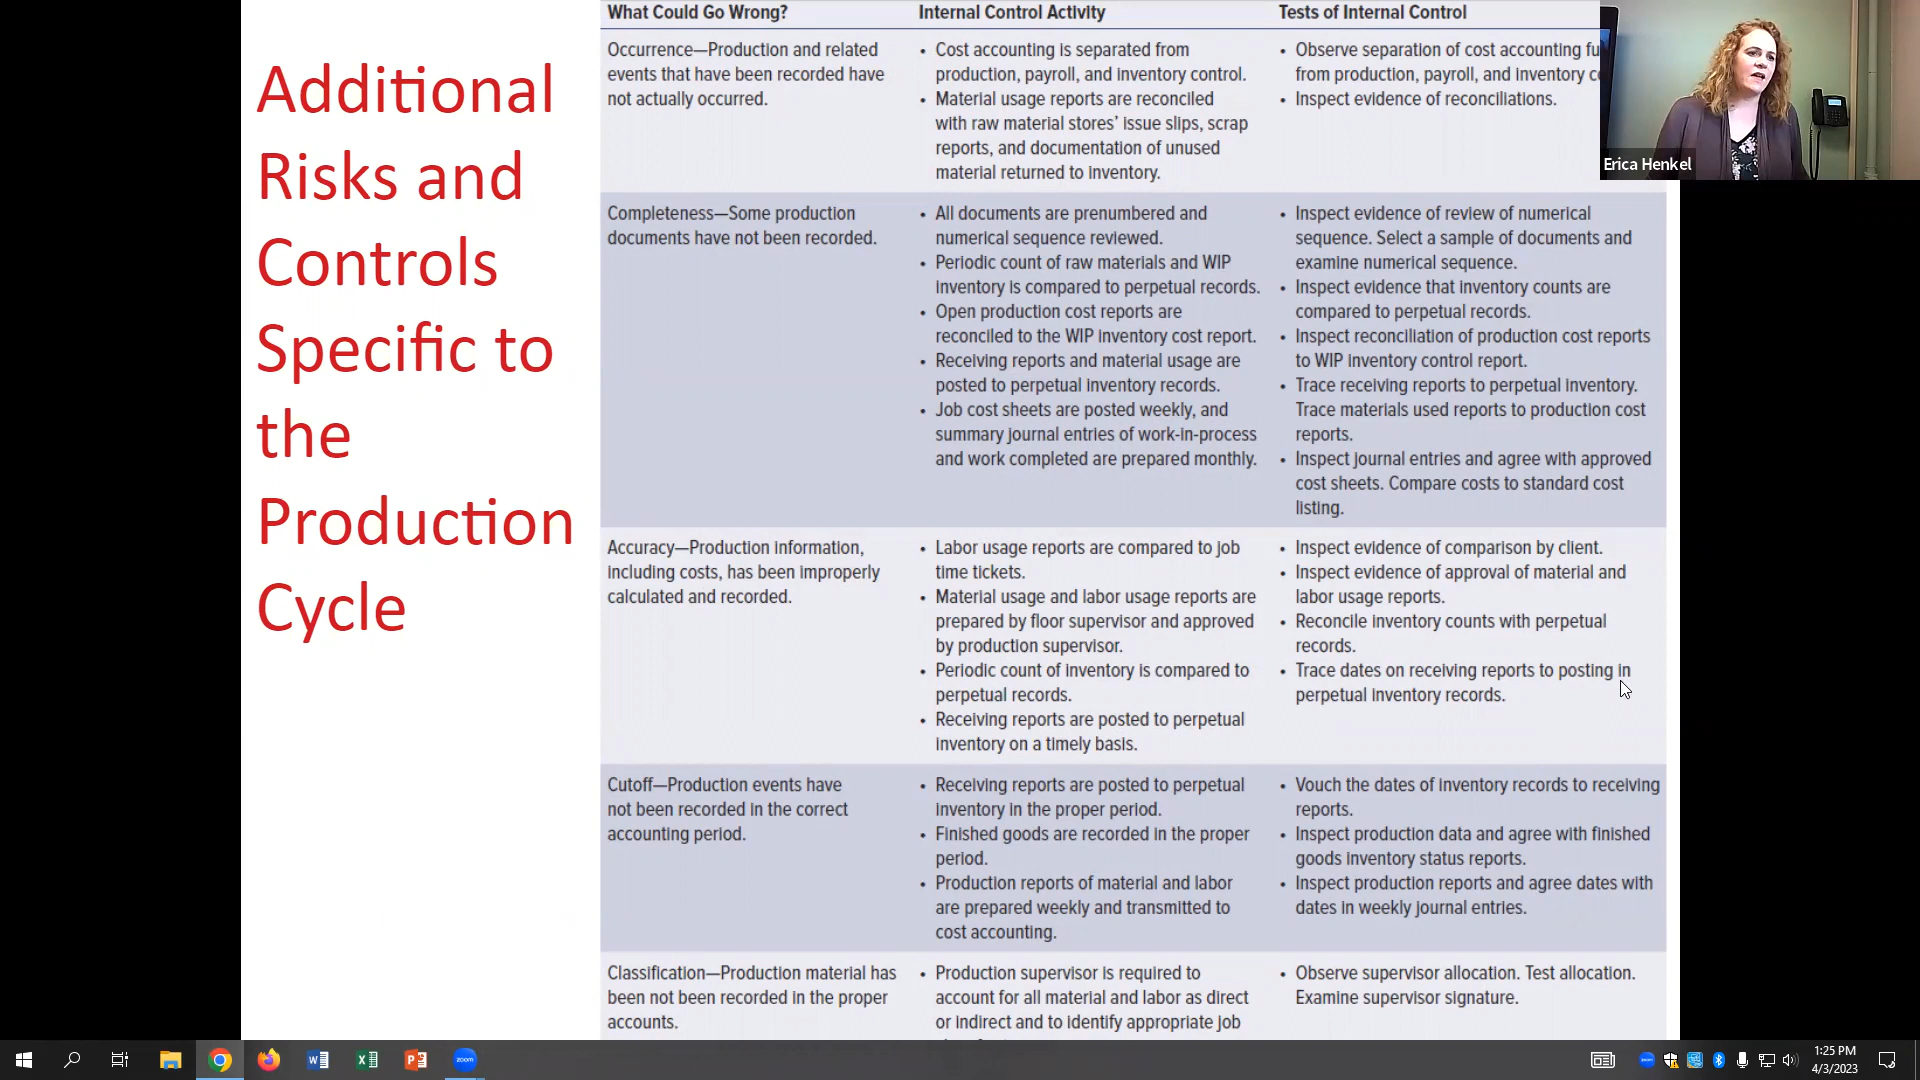 Additional
Risks and
Controls
Specific to
the
Production
Cycle
What Could Go Wrong?
Internal Control Activity
Tests of Internal Control
Occurrence—Production and related
events that have been recorded have
not actually occurred.
• Cost accounting is separated from
production, payroll, and inventory control.
• Material usage reports are reconciled
with raw material stores’ issue slips, scrap
reports, and documentation of unused
material returned to inventory.
• Observe separation of cost accounting fu
from production, payroll, and inventory c
• Inspect evidence of reconciliations.
Completeness—Some production
documents have not been recorded.
• All documents are prenumbered and
numerical sequence reviewed.
• Periodic count of raw materials and WIP
inventory is compared to perpetual records.
• Open production cost reports are
reconciled to the WIP inventory cost report.
• Receiving reports and material usage are
posted to perpetual inventory records.
• Job cost sheets are posted weekly, and
summary journal entries of work-in-process
and work completed are prepared monthly.
• Inspect evidence of review of numerical
sequence. Select a sample of documents and
examine numerical sequence.
• Inspect evidence that inventory counts are
compared to perpetual records.
• Inspect reconciliation of production cost reports
to WIP inventory control report.
• Trace receiving reports to perpetual inventory.
Trace materials used reports to production cost
reports.
• Inspect journal entries and agree with approved
cost sheets. Compare costs to standard cost
listing.
Accuracy—Production information,
including costs, has been improperly
calculated and recorded.
• Labor usage reports are compared to job
time tickets.
• Material usage and labor usage reports are
prepared by floor supervisor and approved
by production supervisor.
• Periodic count of inventory is compared to
perpetual records.
• Receiving reports are posted to perpetual
inventory on a timely basis.
• Inspect evidence of comparison by client.
• Inspect evidence of approval of material and
labor usage reports.
• Reconcile inventory counts with perpetual
records.
• Trace dates on receiving reports to posting in
perpetual inventory records.
Cutoff—Production events have
not been recorded in the correct
accounting period.
• Receiving reports are posted to perpetual
inventory in the proper period.
• Finished goods are recorded in the proper
period.
• Production reports of material and labor
are prepared weekly and transmitted to
cost accounting.
• Vouch the dates of inventory records to receiving
reports.
• Inspect production data and agree with finished
goods inventory status reports.
• Inspect production reports and agree dates with
dates in weekly journal entries.
Classification—Production material has
been not been recorded in the proper
accounts.
• Production supervisor is required to
account for all material and labor as direct
or indirect and to identify appropriate job
• Observe supervisor allocation. Test allocation.
Examine supervisor signature.
Erica Henkel
zoom
1:25 PM
4/3/2023